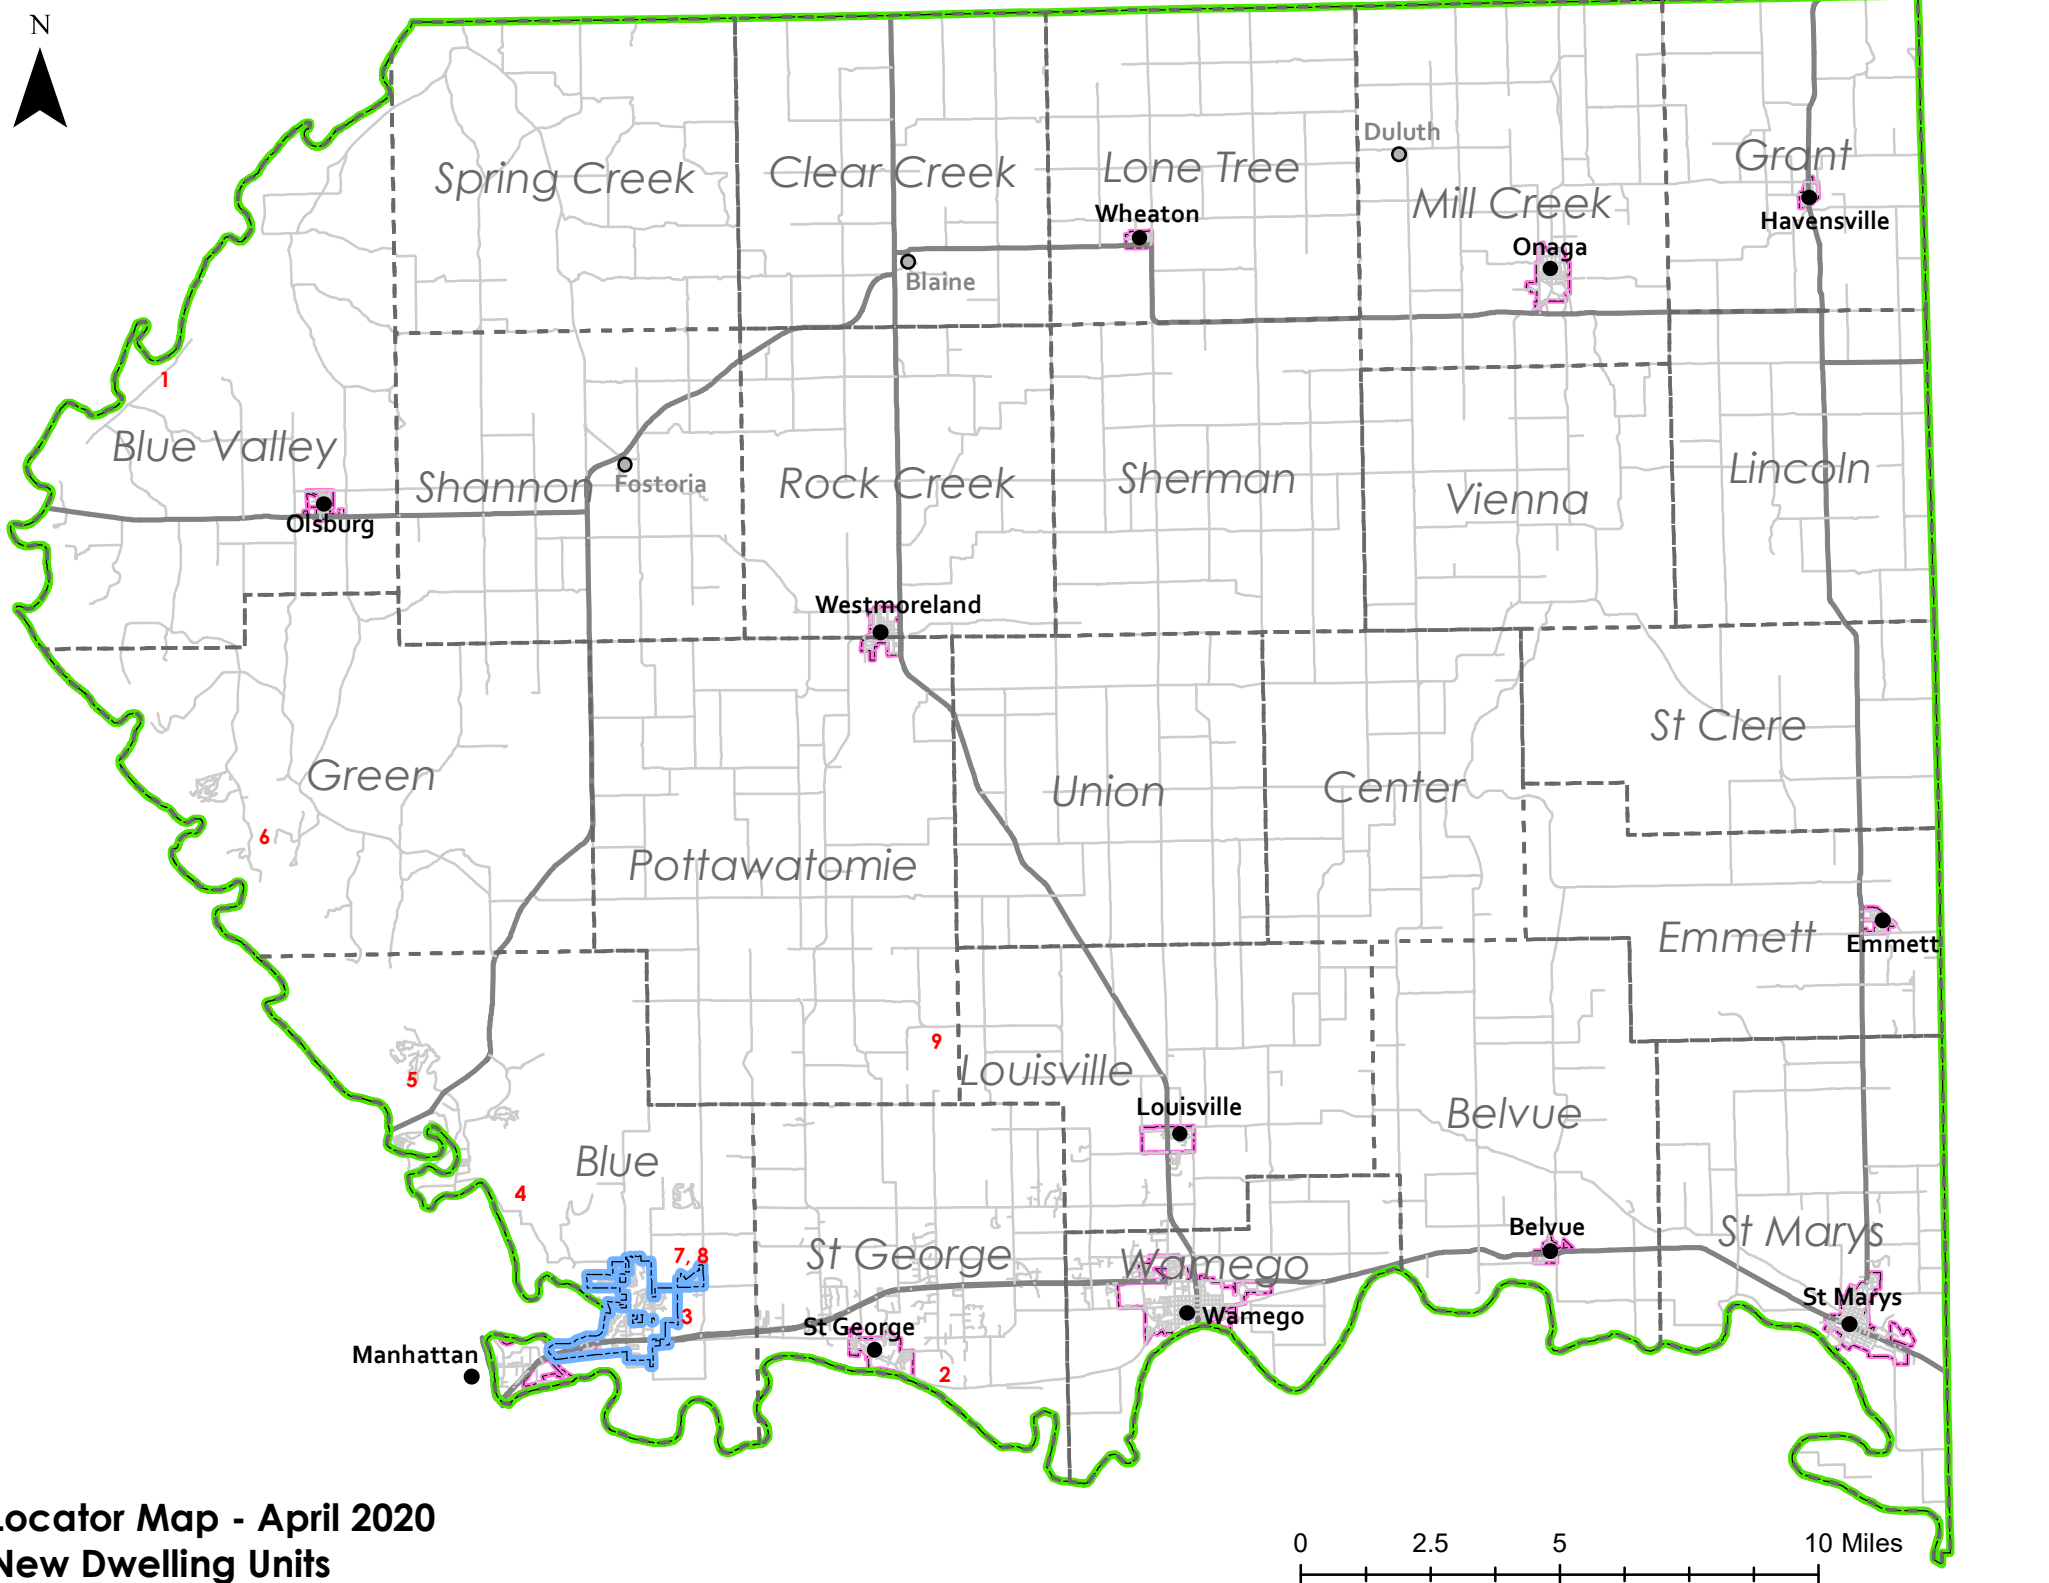 N
Duluth
Grant
Spring Creek
Clear Creek
Lone Tree
Mill Creek
Wheaton
Havensville
Onaga
Blaine
1
Blue Valley
Shannon
Fostoria
Rock Creek
Sherman
Vienna
Lincoln
Olsburg
Westmoreland
St Clere
Green
Union
Center
6
Pottawatomie
Emmett
Emmett
9
5
Louisville
Louisville
Belvue
Blue
4
St George
7, 8
Wamego
Belvue
St Marys
3
St George
Wamego
St Marys
Manhattan
2
Locator Map - April 2020
New Dwelling Units
0 2.5 5 10 Miles